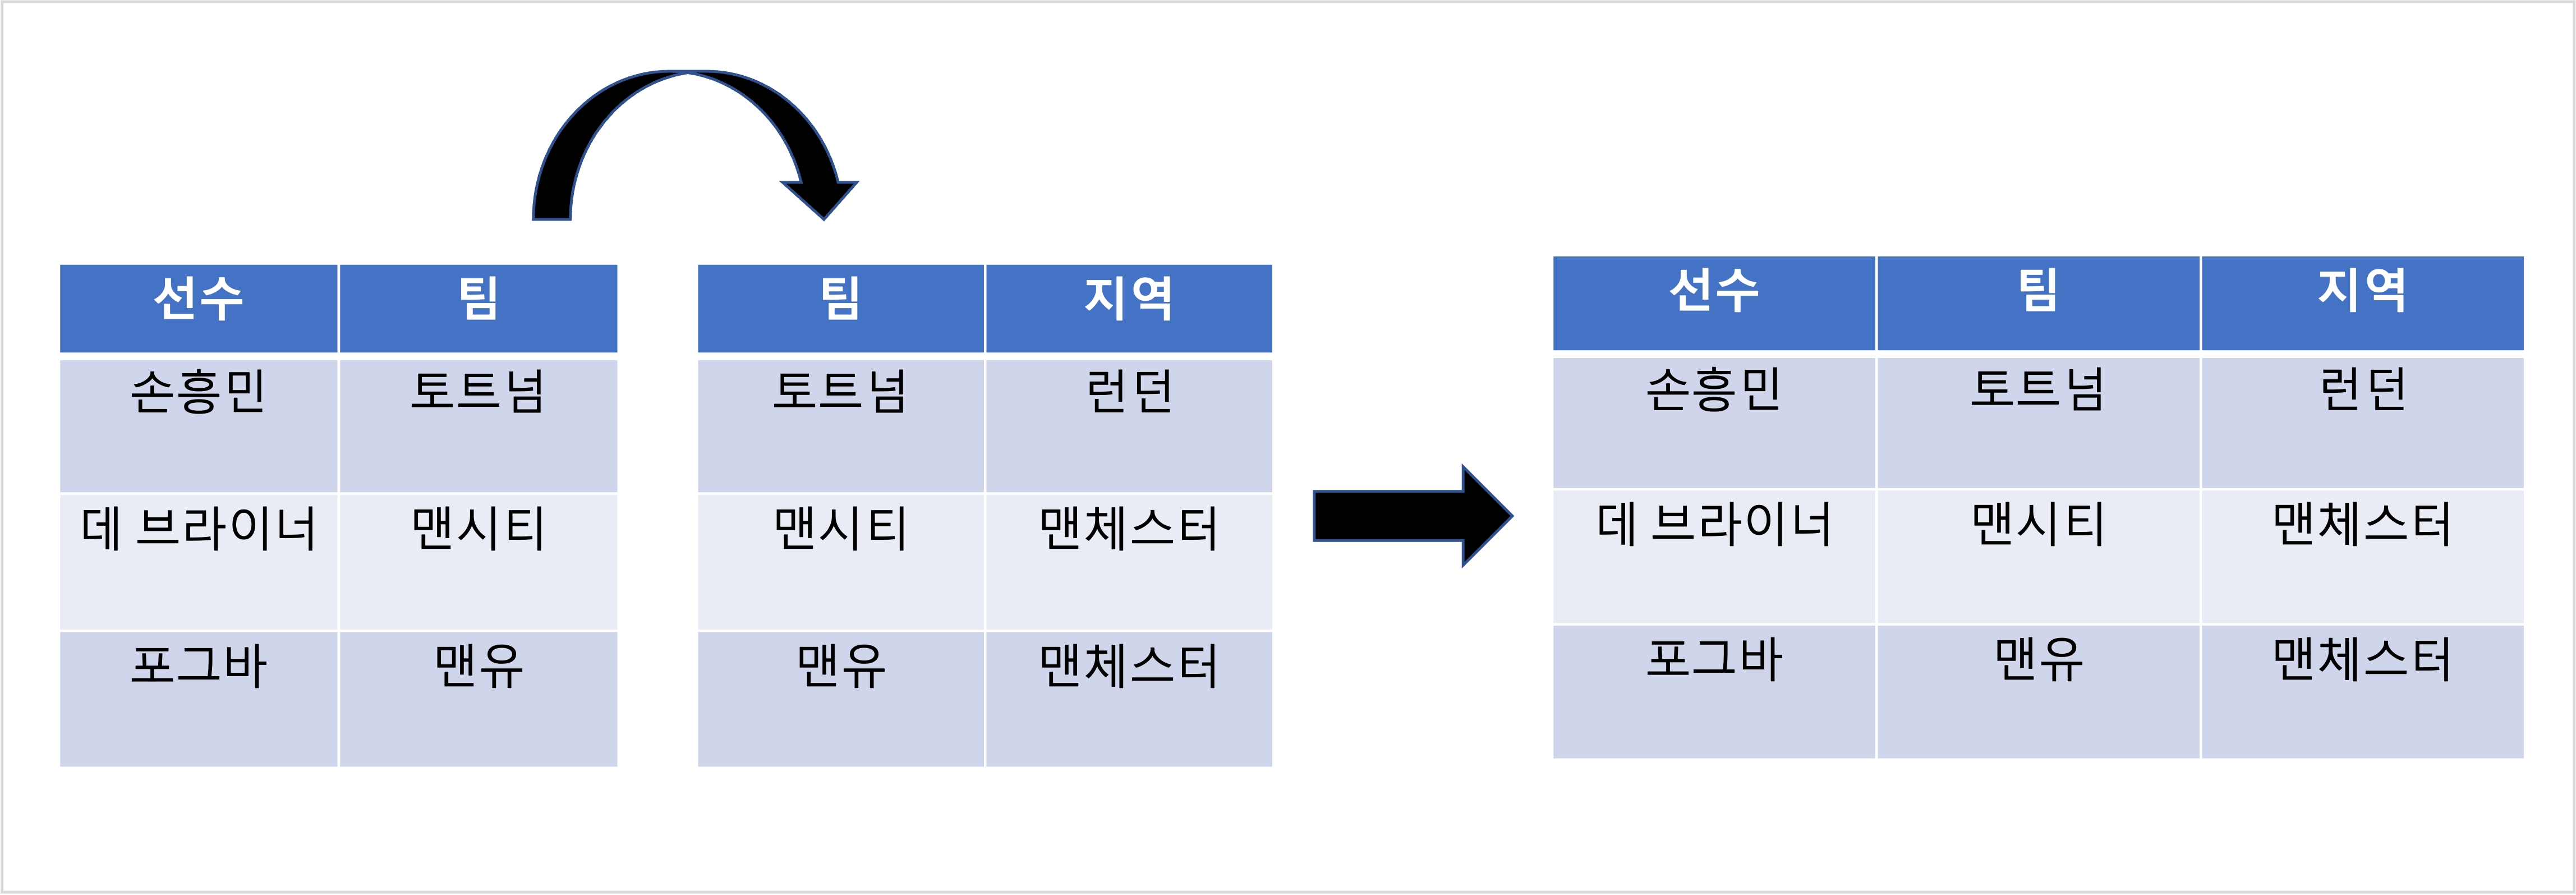 선수 팀
손흥민 토트넘
데 브라이너 맨시티
포그바 맨유
팀 지역
토트넘 런던
맨시티 맨체스터
맨유 맨체스터
선수 팀 지역
손흥민 토트넘 런던
데 브라이너 맨시티 맨체스터
포그바 맨유 맨체스터